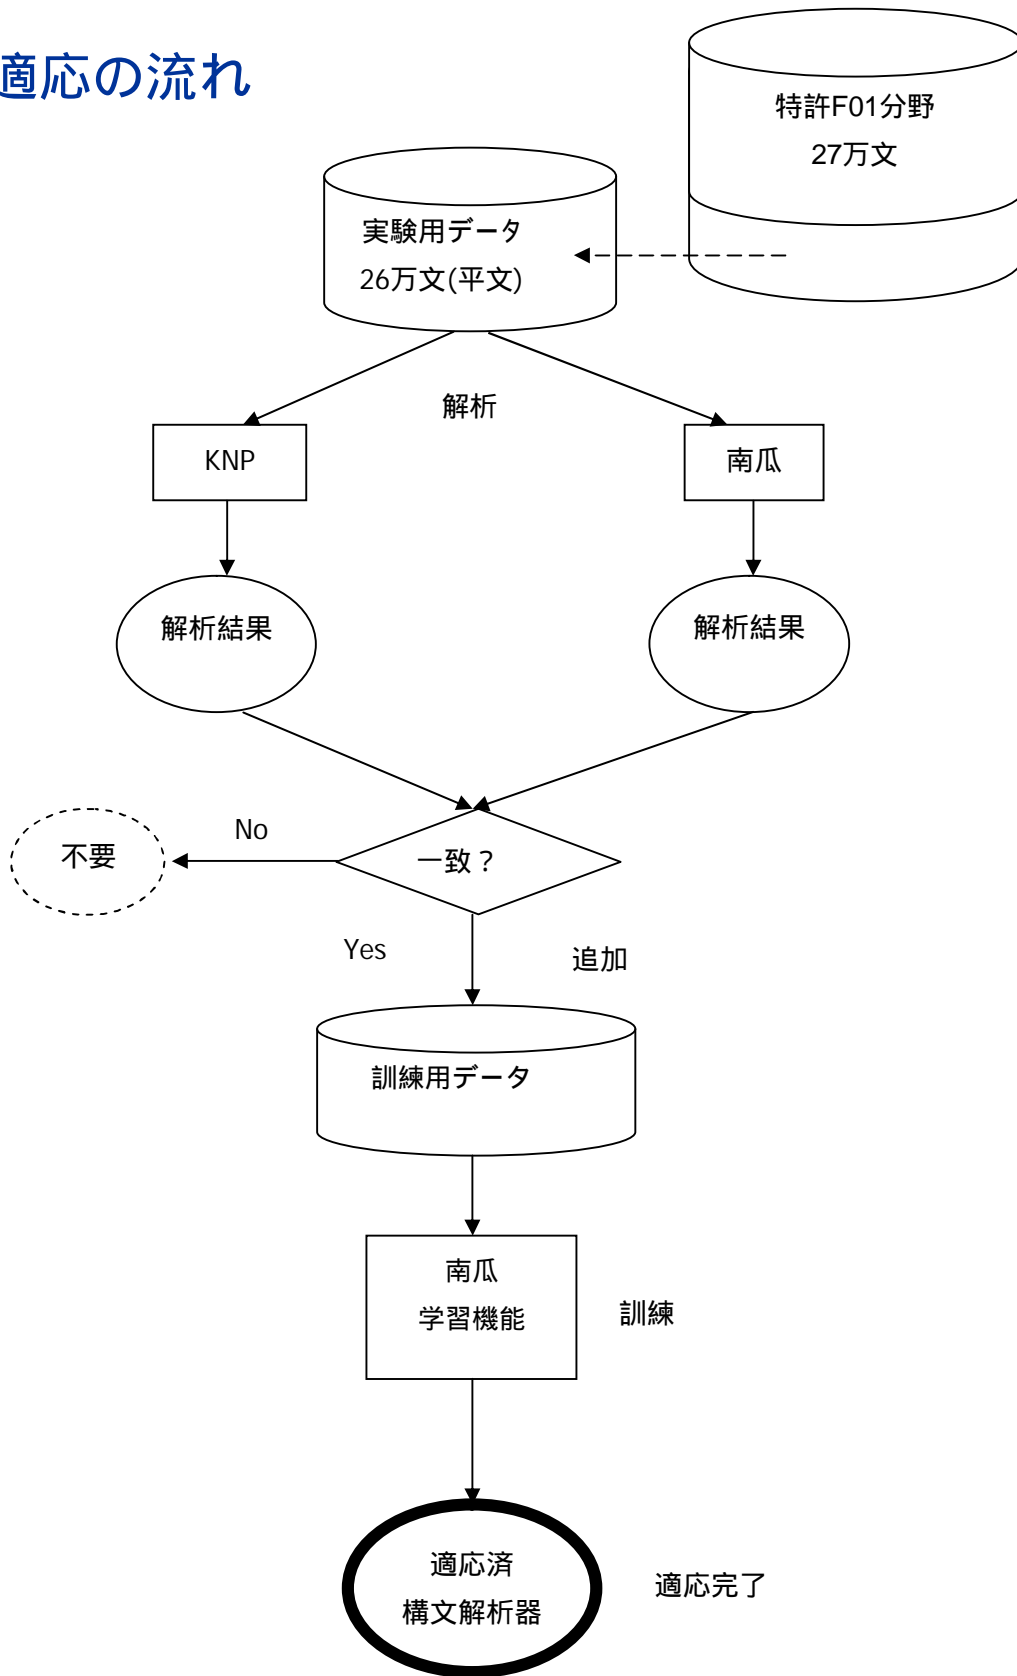 適応の流れ
特許F01分野
27万文
実験用データ
26万文(平文)
解析
KNP
南瓜
解析結果
解析結果
No
不要
一致？
Yes
追加
訓練用データ
南瓜
学習機能
訓練
適応済
構文解析器
適応完了